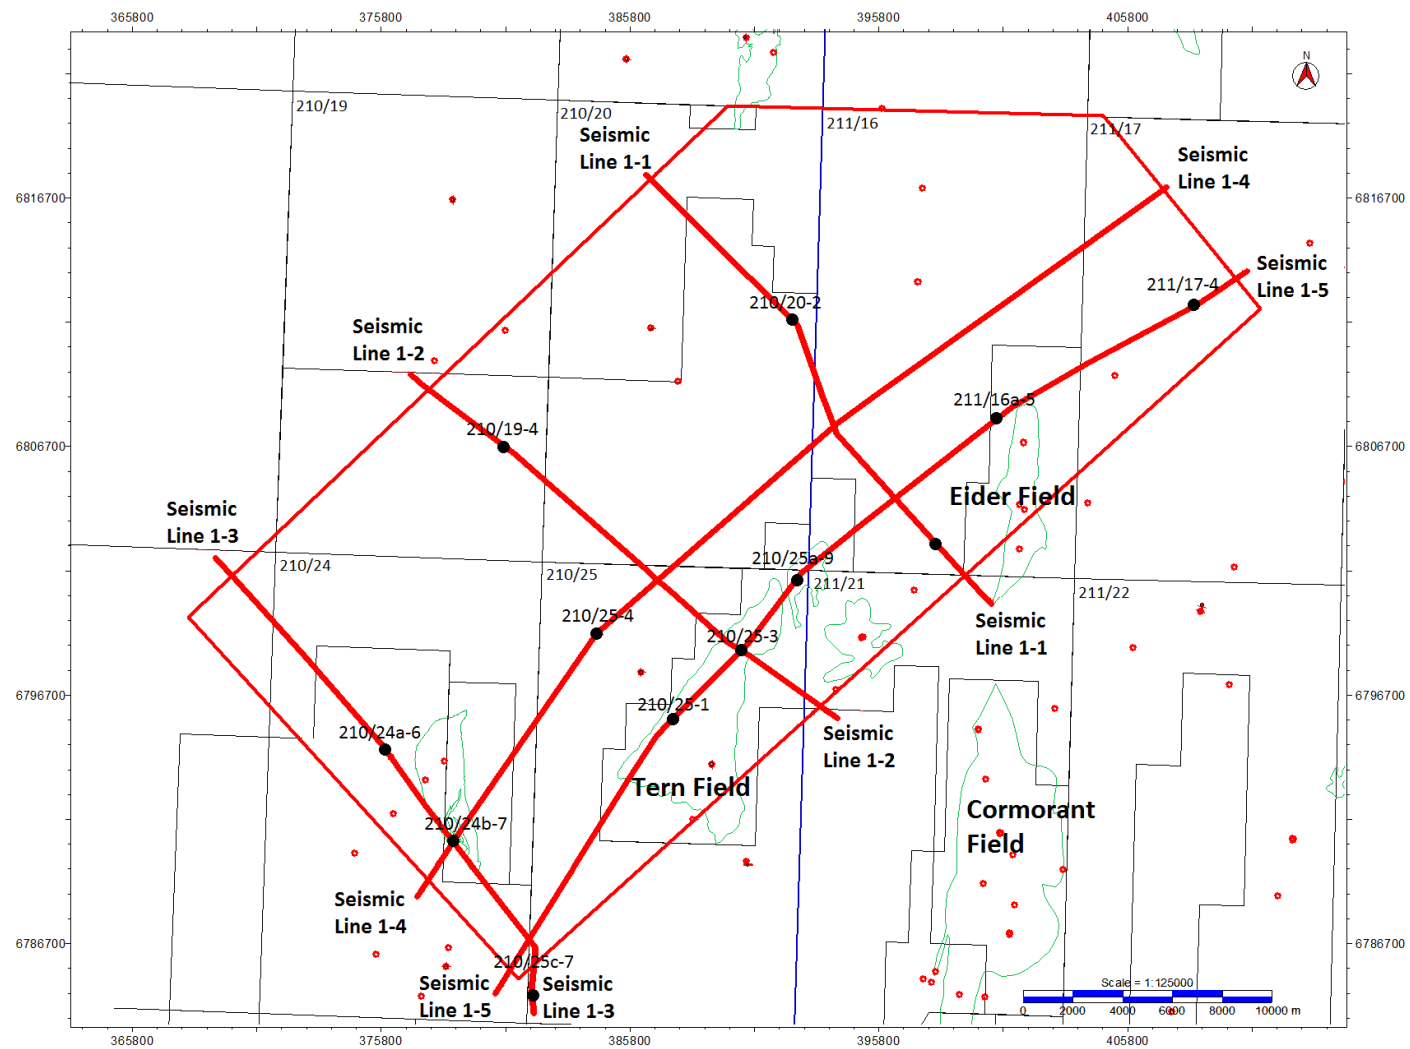 365800 375800 385800 395800 405800
N
210/19
210/20
211/16
211/17
Seismic
Line 1-1
Seismic
Line 1-4
6816700
6816700
Seismic
Line 1-5
211/17-4
210/20-2
Seismic
Line 1-2
211/16a-5
210/19-4
6806700
6806700
Eider Field
Seismic
Line 1-3
210/24
210/25
210/25a-9
211/21
211/22
210/25-4
210/25-3
Seismic
Line 1-1
6796700
6796700
210/25-1
210/24a-6
Seismic
Line 1-2
Tern Field
Cormorant
Field
210/24b-7
Seismic
Line 1-4
6786700
6786700
210/25c-7
Seismic
Line 1-5
Seismic
Line 1-3
Scale = 1:125000
0 2000 4000 6000 8000 10000 m
365800 375800 385800 395800 405800